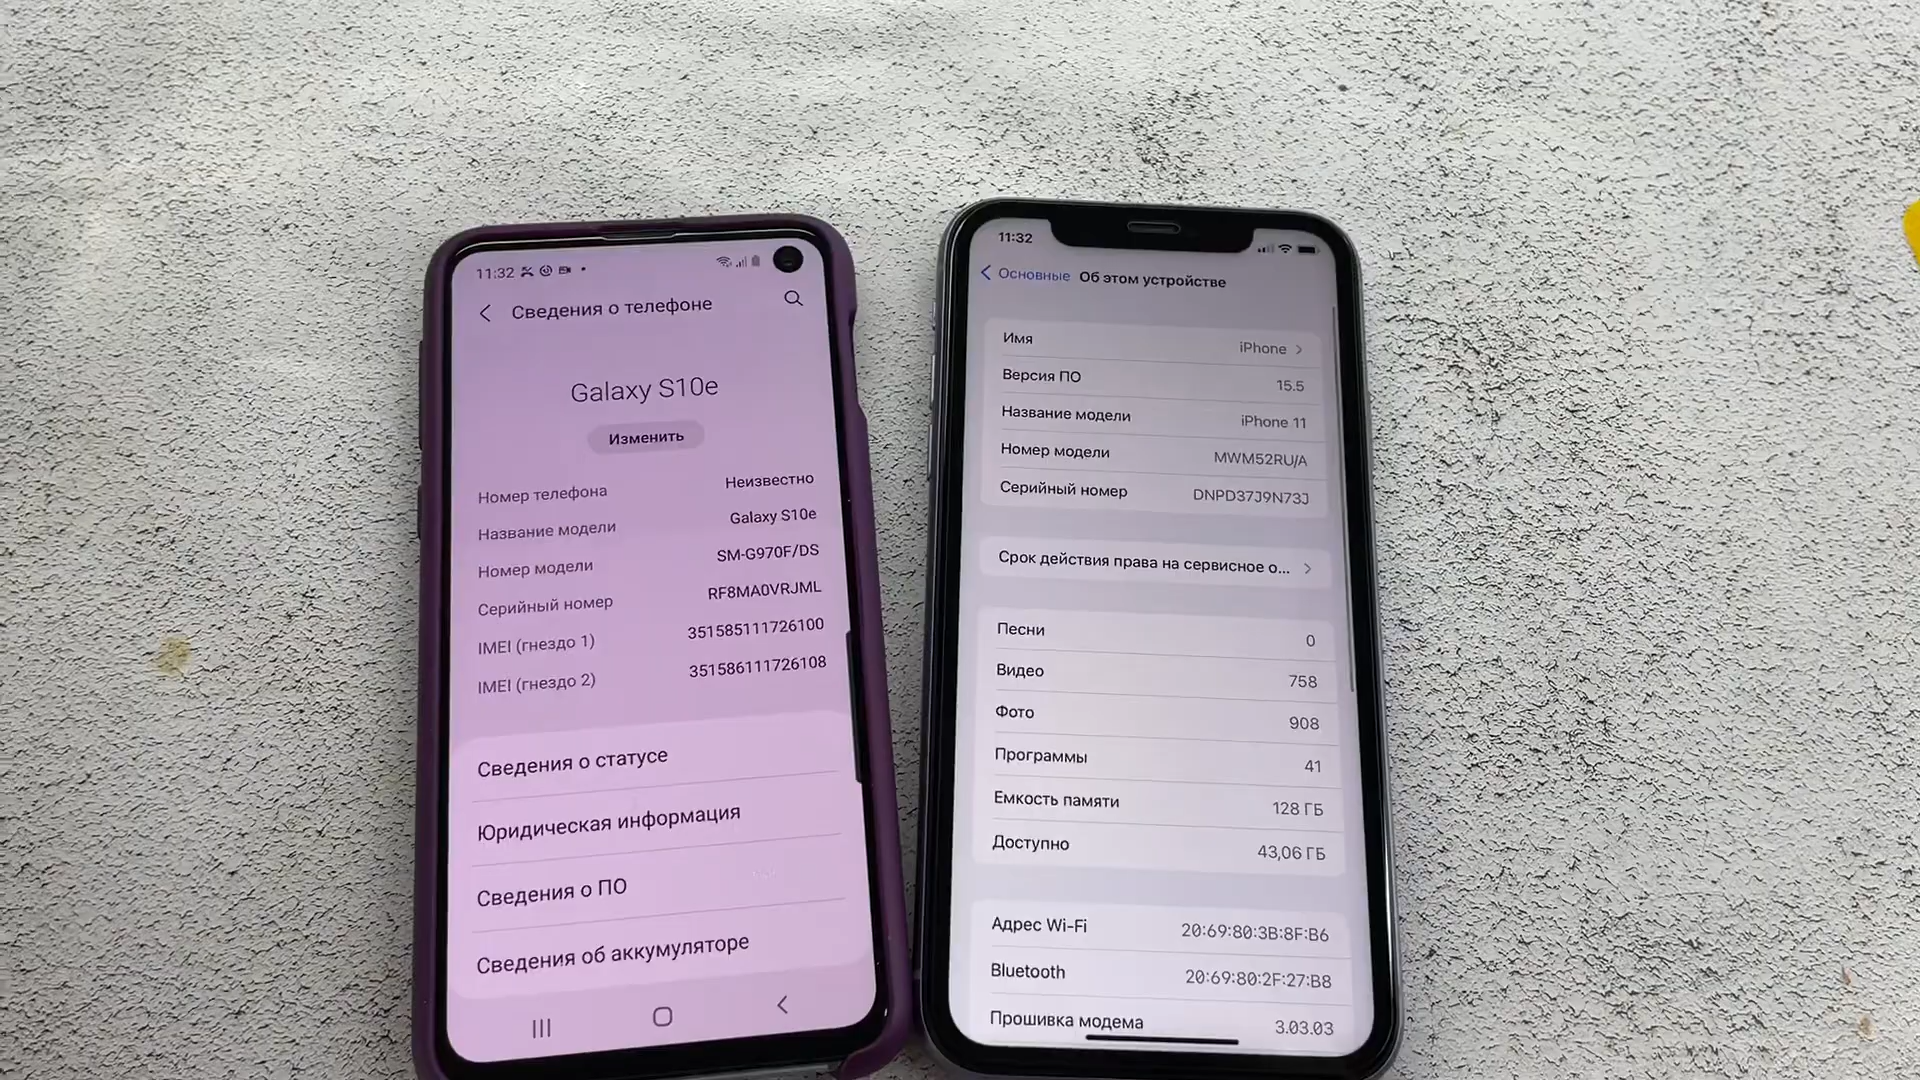 11:32
Сведения о телефоне
Galaxy S10e
Изменить
Номер телефона Неизвестно
Название модели Galaxy S10e
Номер модели SM-G970F/DS
Серийный номер RF8MA0VRJML
IMEI (гнездо 1) 351585111726100
IMEI (гнездо 2) 351586111726108
Сведения о статусе
Юридическая информация
Сведения о ПО
Сведения об аккумуляторе
11:32
Основные Об этом устройстве
Имя iPhone
Версия ПО 15.5
Название модели iPhone 11
Номер модели MWM52RU/A
Серийный номер DNPD37J9N73J
Срок действия права на сервисное о...
Песни 0
Видео 758
Фото 908
Программы 41
Емкость памяти 128 ГБ
Доступно 43,06 ГБ
Адрес Wi-Fi 20:69:80:3B:8F:B6
Bluetooth 20:69:80:2F:27:B8
Прошивка модема 3.03.03